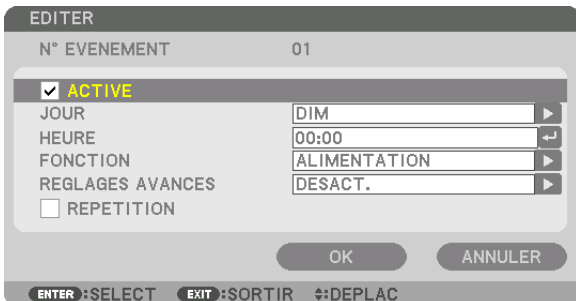 EDITER
N° EVENEMENT 01
ACTIVE
JOUR DIM
HEURE 00:00
FONCTION ALIMENTATION
REGLAGES AVANCES DESACT.
REPETITION
OK ANNULER
ENTER :SELECT EXIT :SORTIR :DEPLAC